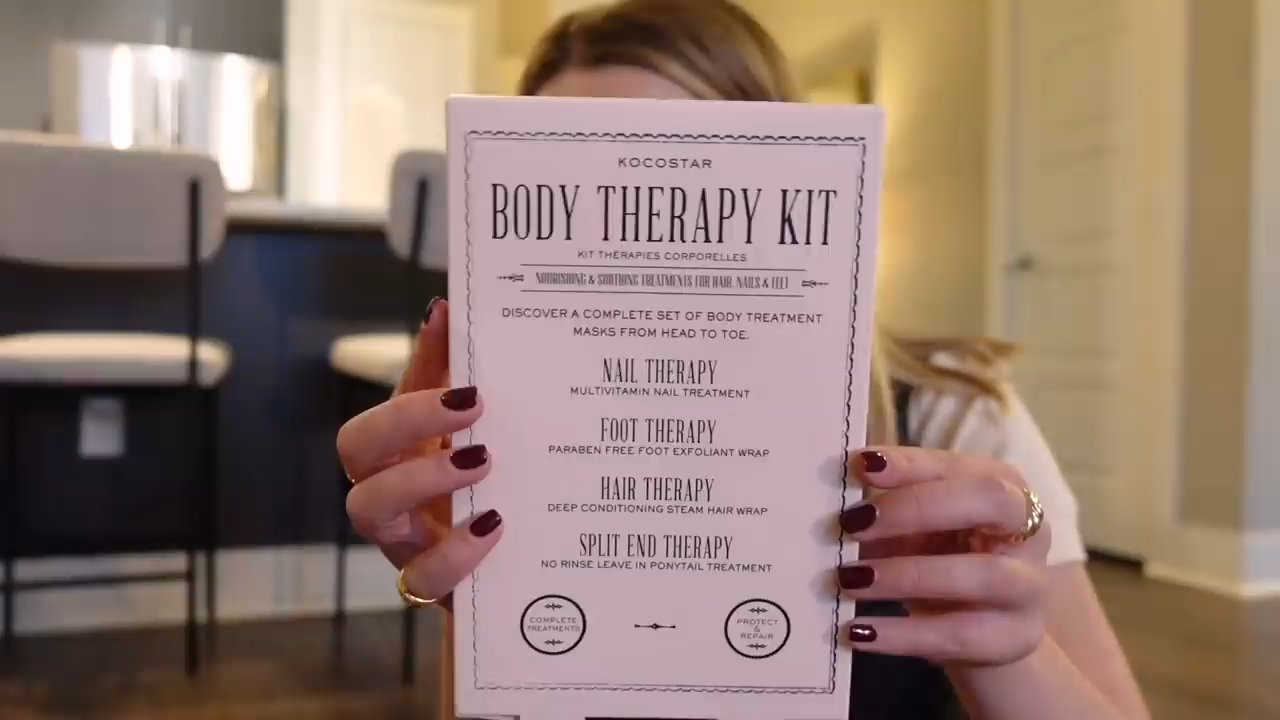 KOCOSTAR
BODY THERAPY KIT
KIT THERAPIES CORPORELLES
NOURISHING & SOOTHING TREATMENTS FOR HAIR, NAILS & FEET
DISCOVER A COMPLETE SET OF BODY TREATMENT
MASKS FROM HEAD TO TOE.
NAIL THERAPY
MULTIVITAMIN NAIL TREATMENT
FOOT THERAPY
PARABEN FREE FOOT EXFOLIANT WRAP
HAIR THERAPY
DEEP CONDITIONING STEAM HAIR WRAP
SPLIT END THERAPY
NO RINSE LEAVE IN PONYTAIL TREATMENT
COMPLETE
TREATMENTS
PROTECT
&
REPAIR